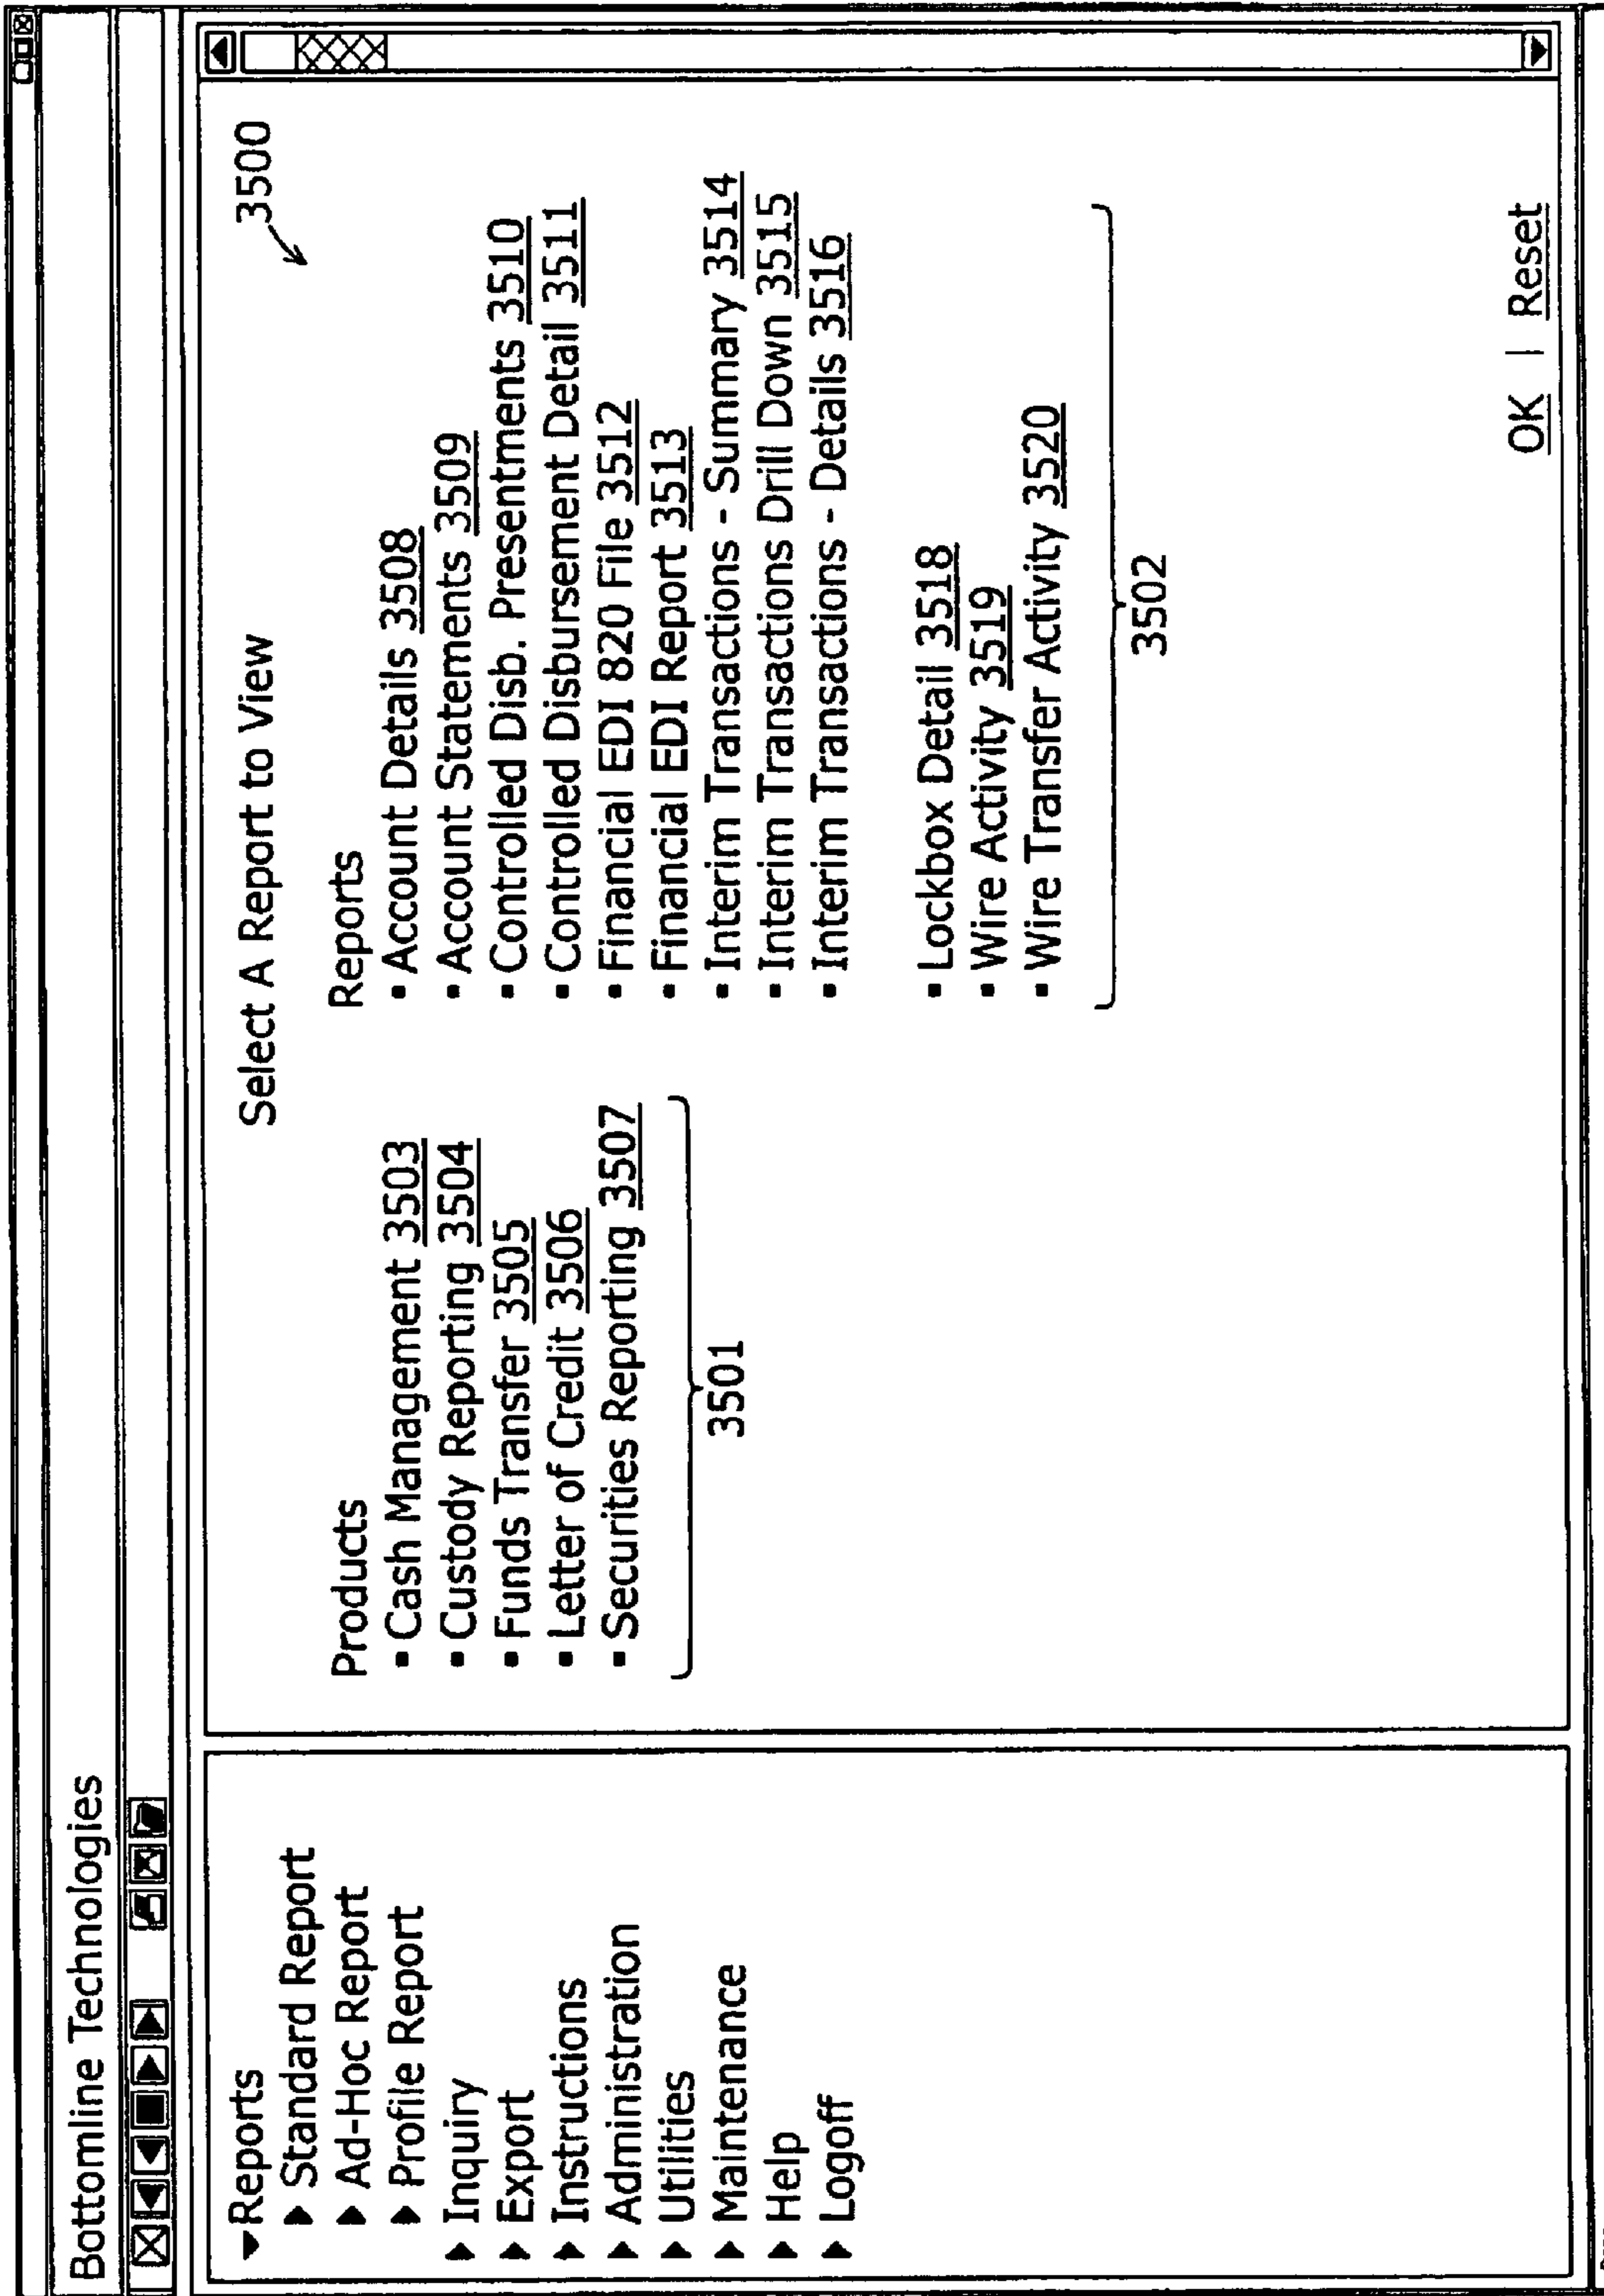 Bottomline Technologies
Reports
Standard Report
Ad-Hoc Report
Profile Report
Inquiry
Export
Instructions
Administration
Utilities
Maintenance
Help
Logoff
Select A Report to View
3500
Products
▪ Cash Management 3503
▪ Custody Reporting 3504
▪ Funds Transfer 3505
▪ Letter of Credit 3506
▪ Securities Reporting 3507
3501
Reports
▪ Account Details 3508
▪ Account Statements 3509
▪ Controlled Disb. Presentments 3510
▪ Controlled Disbursement Detail 3511
▪ Financial EDI 820 File 3512
▪ Financial EDI Report 3513
▪ Interim Transactions - Summary 3514
▪ Interim Transactions Drill Down 3515
▪ Interim Transactions - Details 3516
▪ Lockbox Detail 3518
▪ Wire Activity 3519
▪ Wire Transfer Activity 3520
3502
OK | Reset